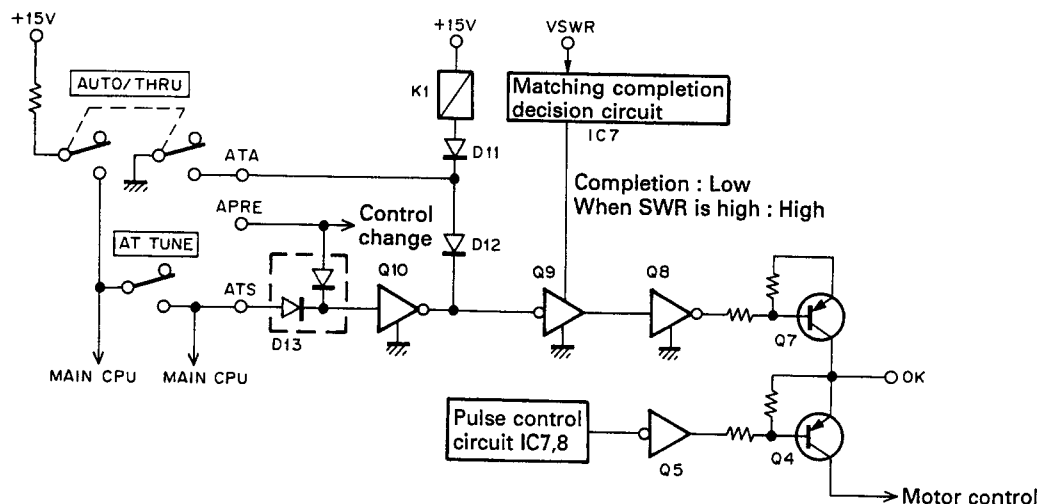 +15V
AUTO/THRU
+15V
K1
D11
VSWR
Matching completion
decision circuit
IC7
ATA
Completion : Low
When SWR is high : High
APRE
Control
change
D12
AT TUNE
ATS
D13
Q10
Q9
Q8
Q7
MAIN CPU
MAIN CPU
OK
Pulse control
circuit IC7,8
Q5
Q4
Motor control